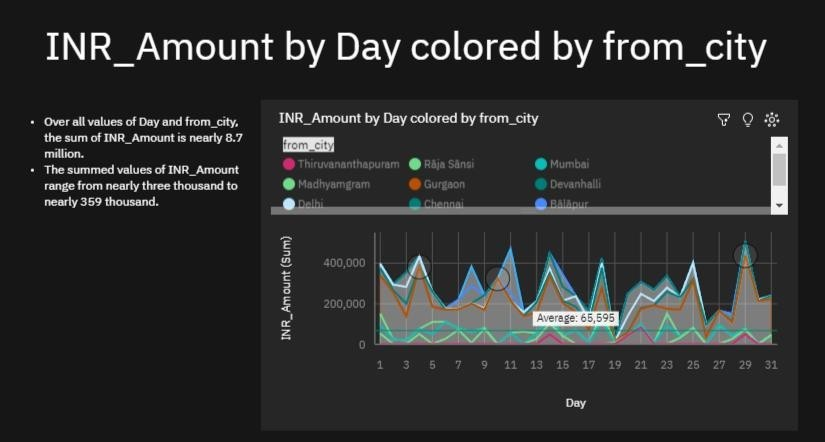 INR_Amount by Day colored by from_city
• Over all values of Day and from_city,
the sum of INR_Amount is nearly 8.7
million.
• The summed values of INR_Amount
range from nearly three thousand to
nearly 359 thousand.
INR_Amount by Day colored by from_city
from_city
Thiruvananthapuram Rāja Sānsi Mumbai
Madhyamgram Gurgaon Devanhalli
Delhi Chennai Bālāpur
INR_Amount (Sum)
400,000
200,000
0
Average: 65,595
1 3 5 7 9 11 13 15 17 19 21 23 25 27 29 31
Day